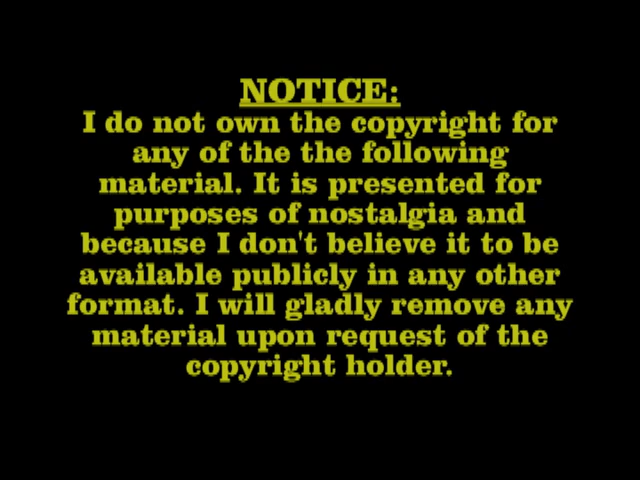 NOTICE:
I do not own the copyright for
any of the the following
material. It is presented for
purposes of nostalgia and
because I don't believe it to be
available publicly in any other
format. I will gladly remove any
material upon request of the
copyright holder.